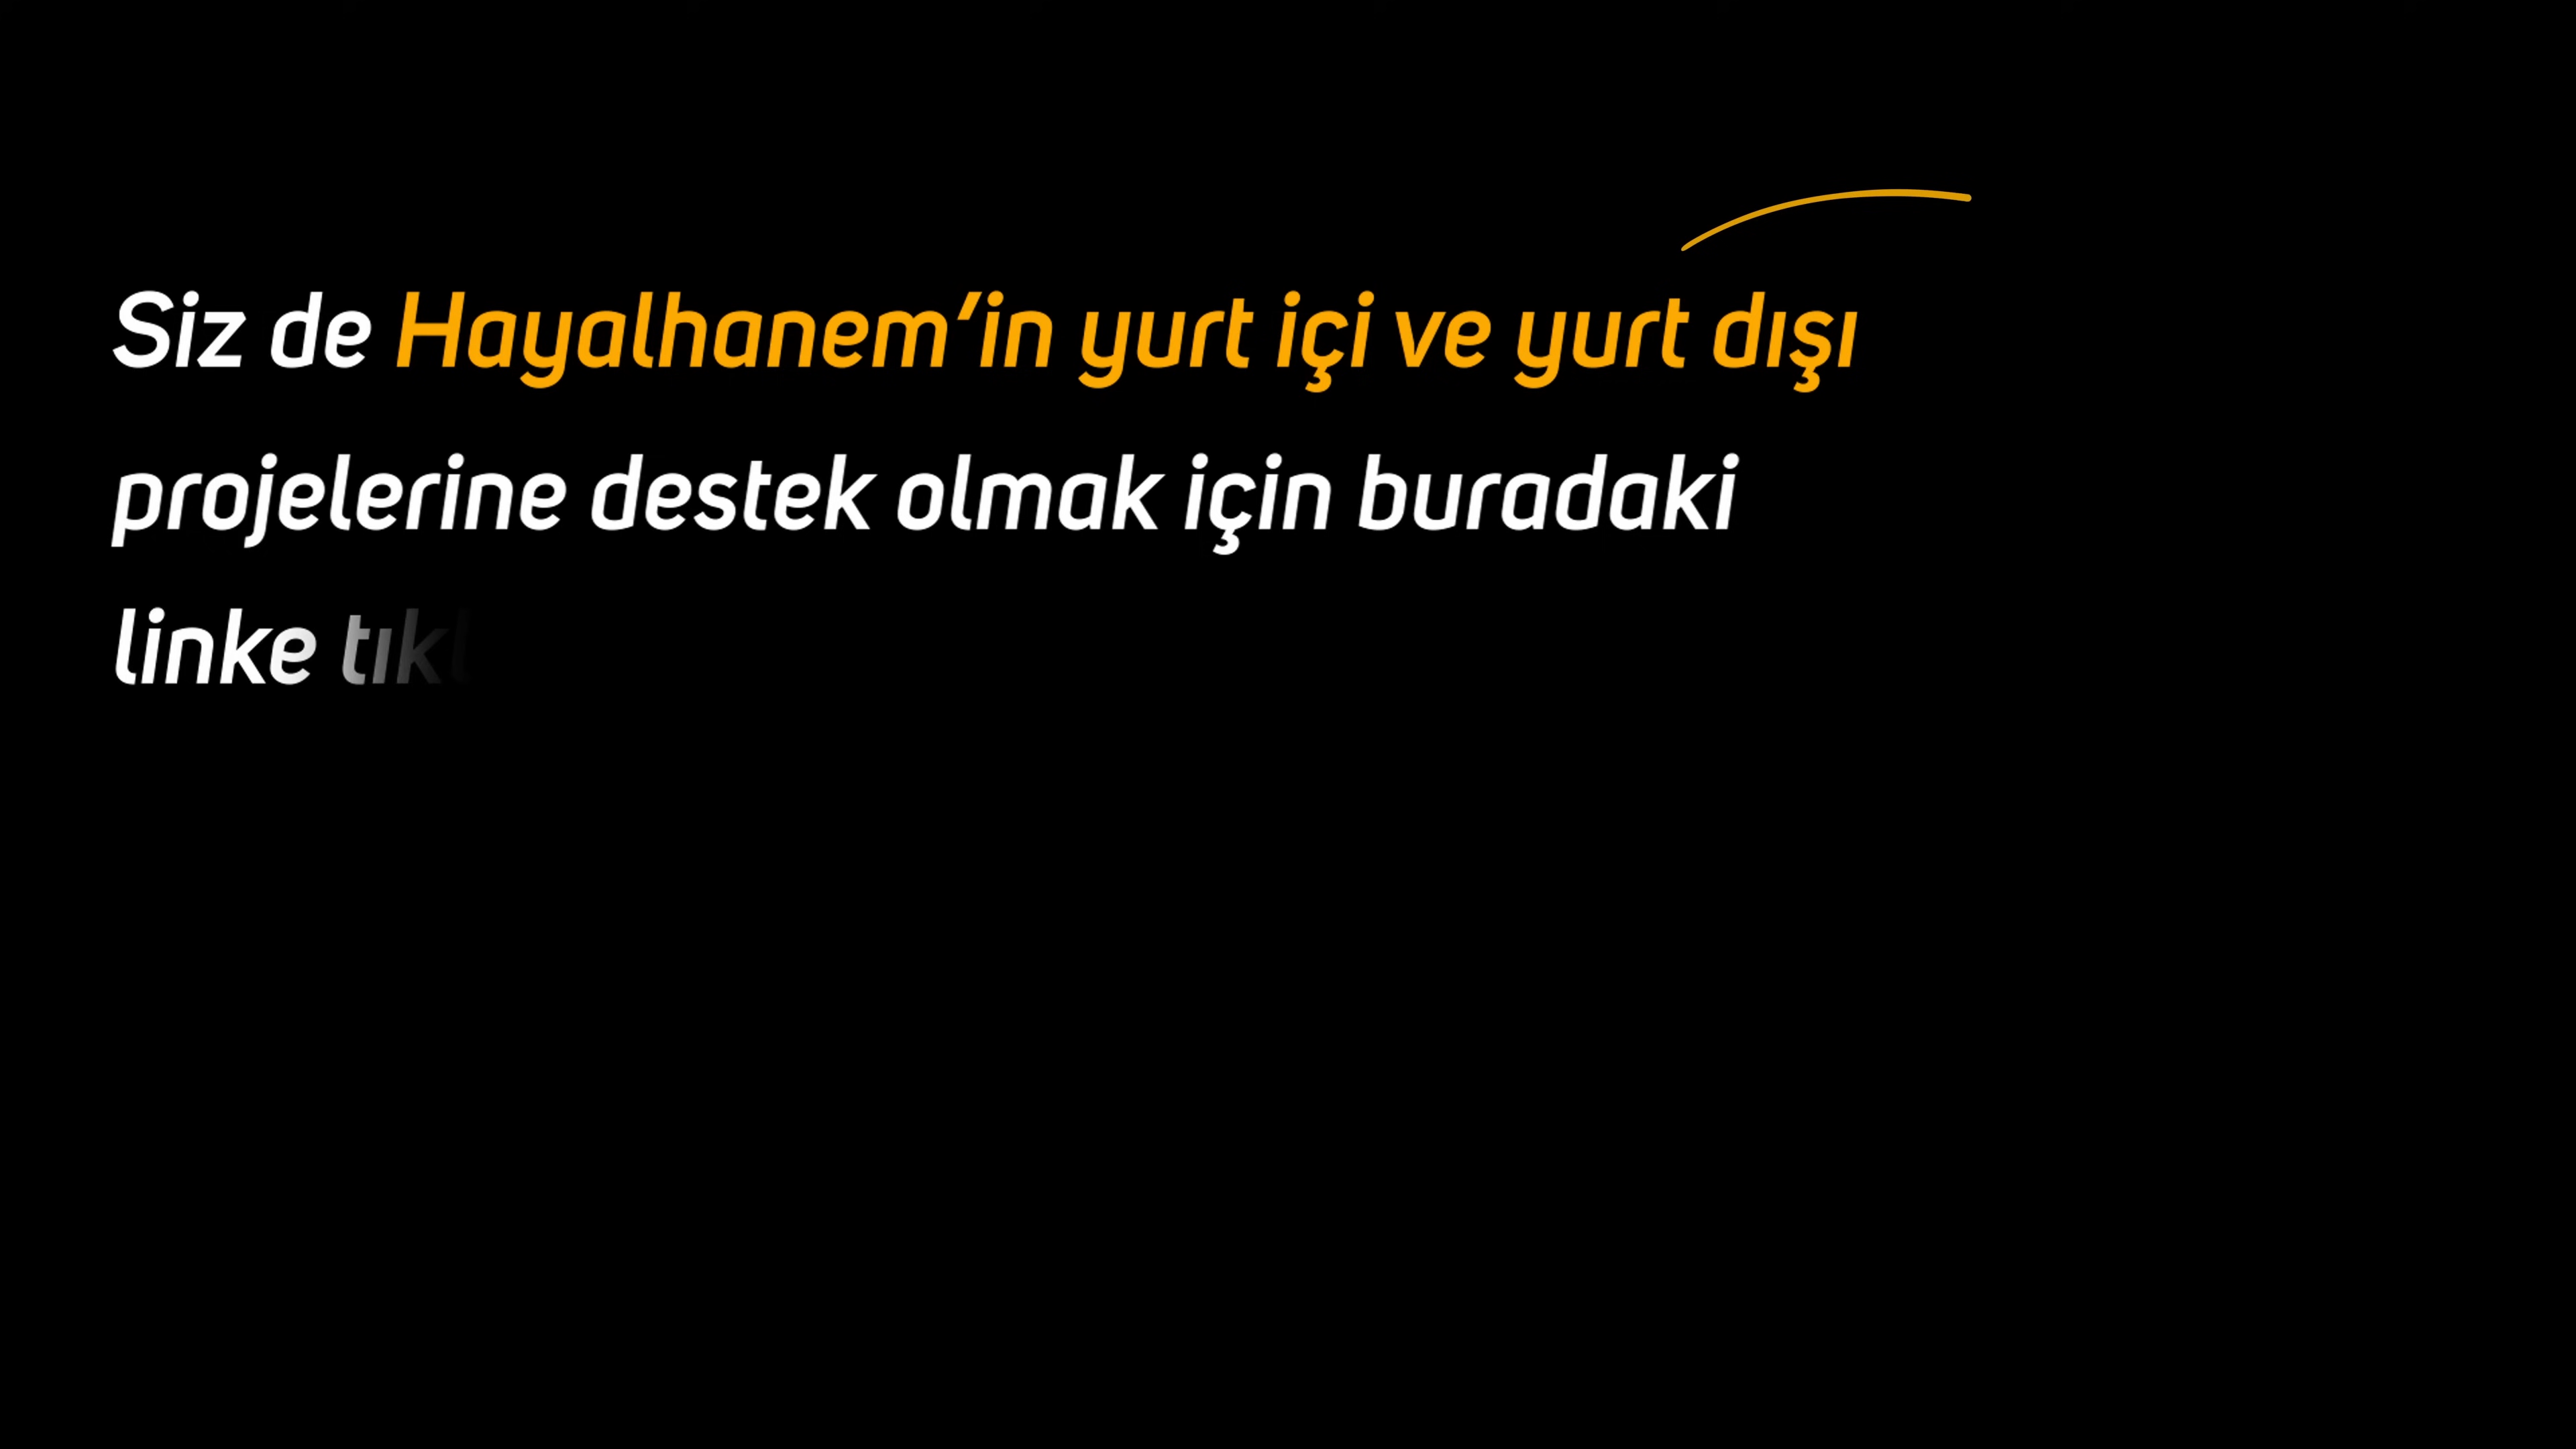 Siz de Hayalhanem’in yurt içi ve yurt dışı
projelerine destek olmak için buradaki
linke